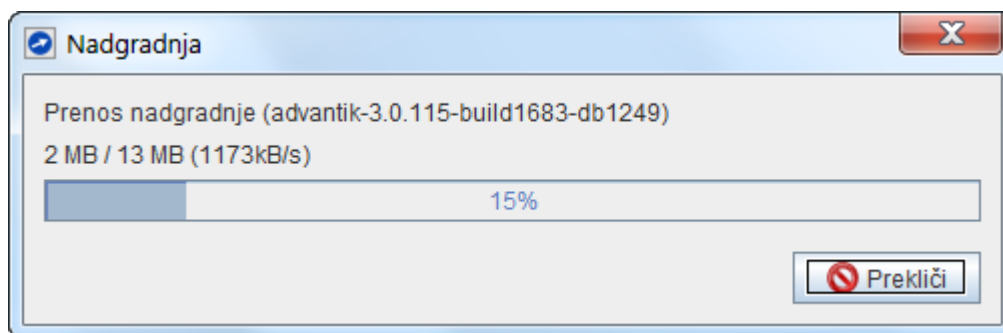 Nadgradnja
Prenos nadgradnje (advantik-3.0.115-build1683-db1249)
2 MB / 13 MB (1173kB/s)
15%
Prekliči